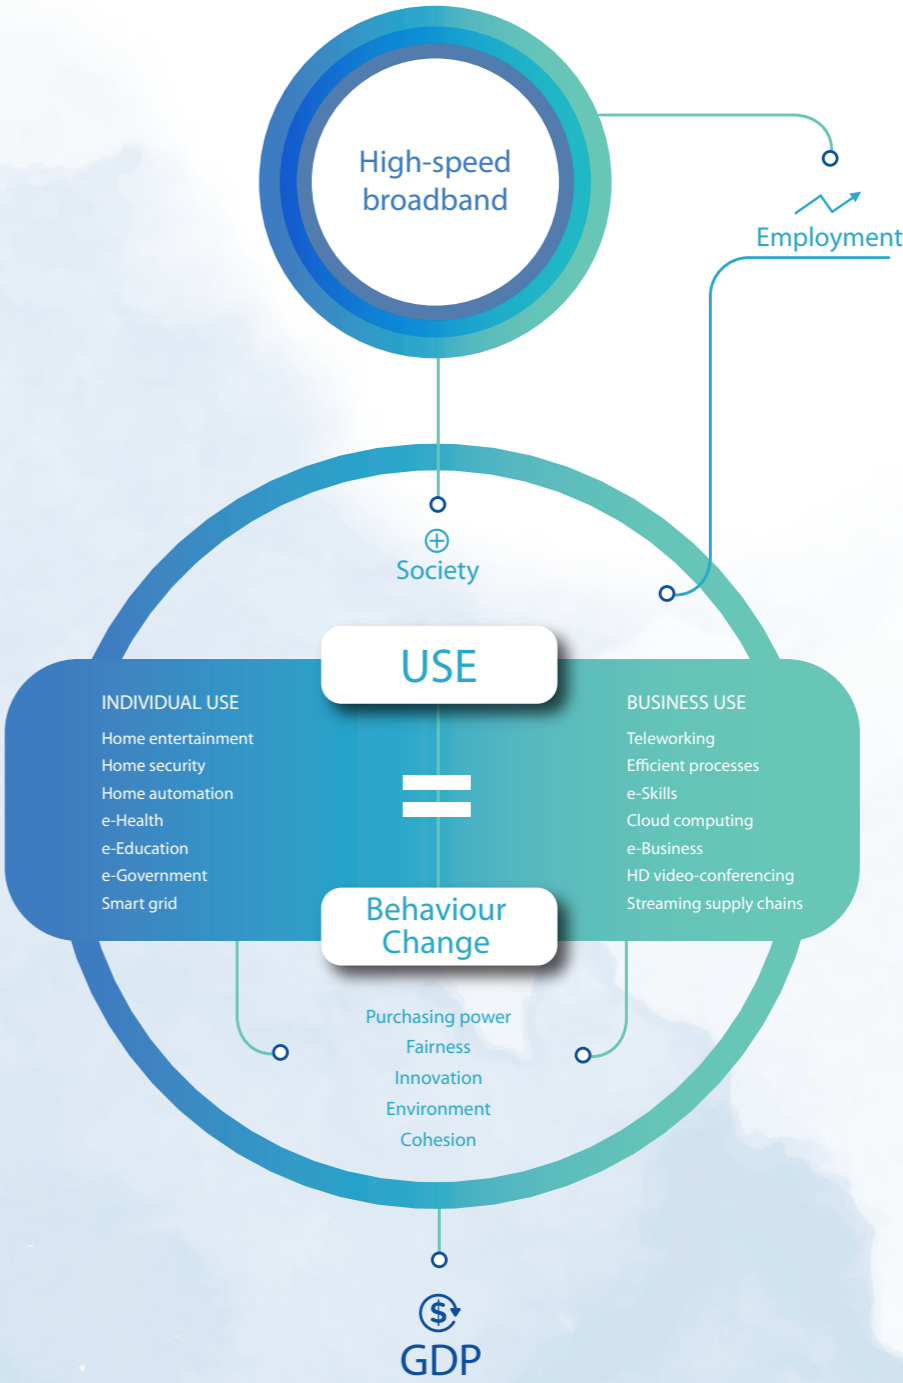 High-speed
broadband
Employment
Society
USE
INDIVIDUAL USE
Home entertainment
Home security
Home automation
e-Health
e-Education
e-Government
Smart grid
=
BUSINESS USE
Teleworking
Efficient processes
e-Skills
Cloud computing
e-Business
HD video-conferencing
Streaming supply chains
Behaviour
Change
Purchasing power
Fairness
Innovation
Environment
Cohesion
$
GDP